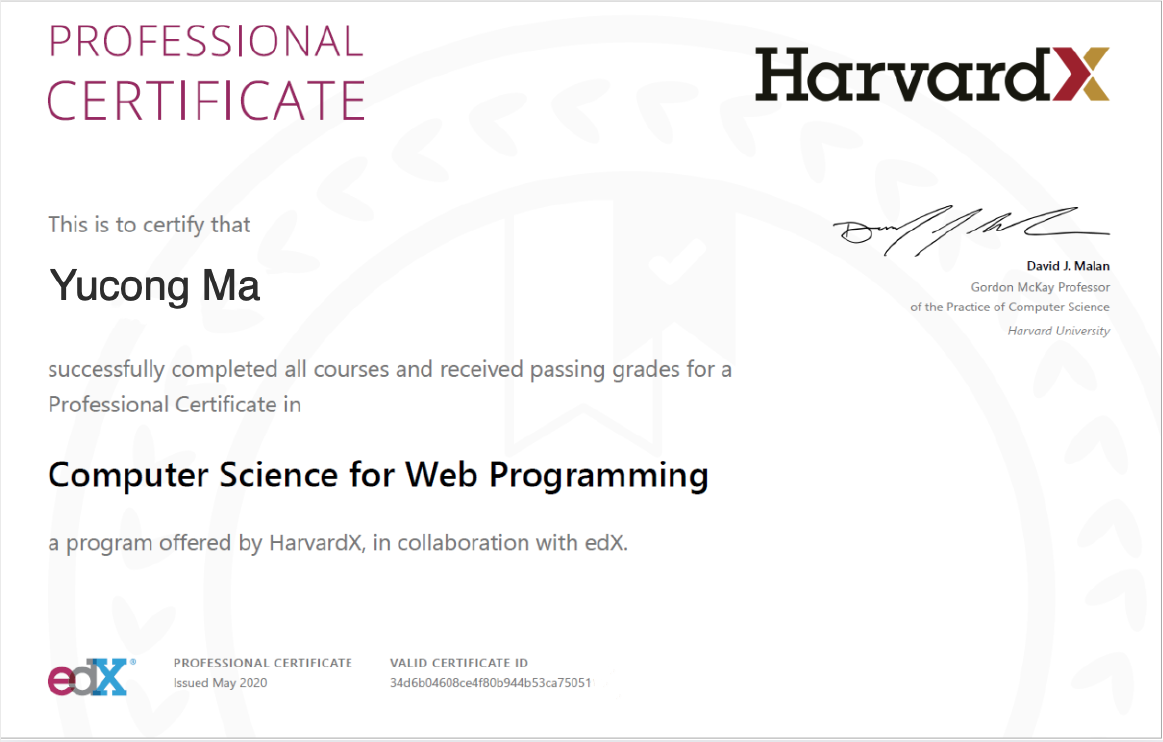 PROFESSIONAL
CERTIFICATE
HarvardX
This is to certify that
Yucong Ma
David J. Malan
Gordon McKay Professor
of the Practice of Computer Science
Harvard University
successfully completed all courses and received passing grades for a
Professional Certificate in
Computer Science for Web Programming
a program offered by HarvardX, in collaboration with edX.
edX®
PROFESSIONAL CERTIFICATE
Issued May 2020
VALID CERTIFICATE ID
34d6b04608ce4f80b944b53ca75051